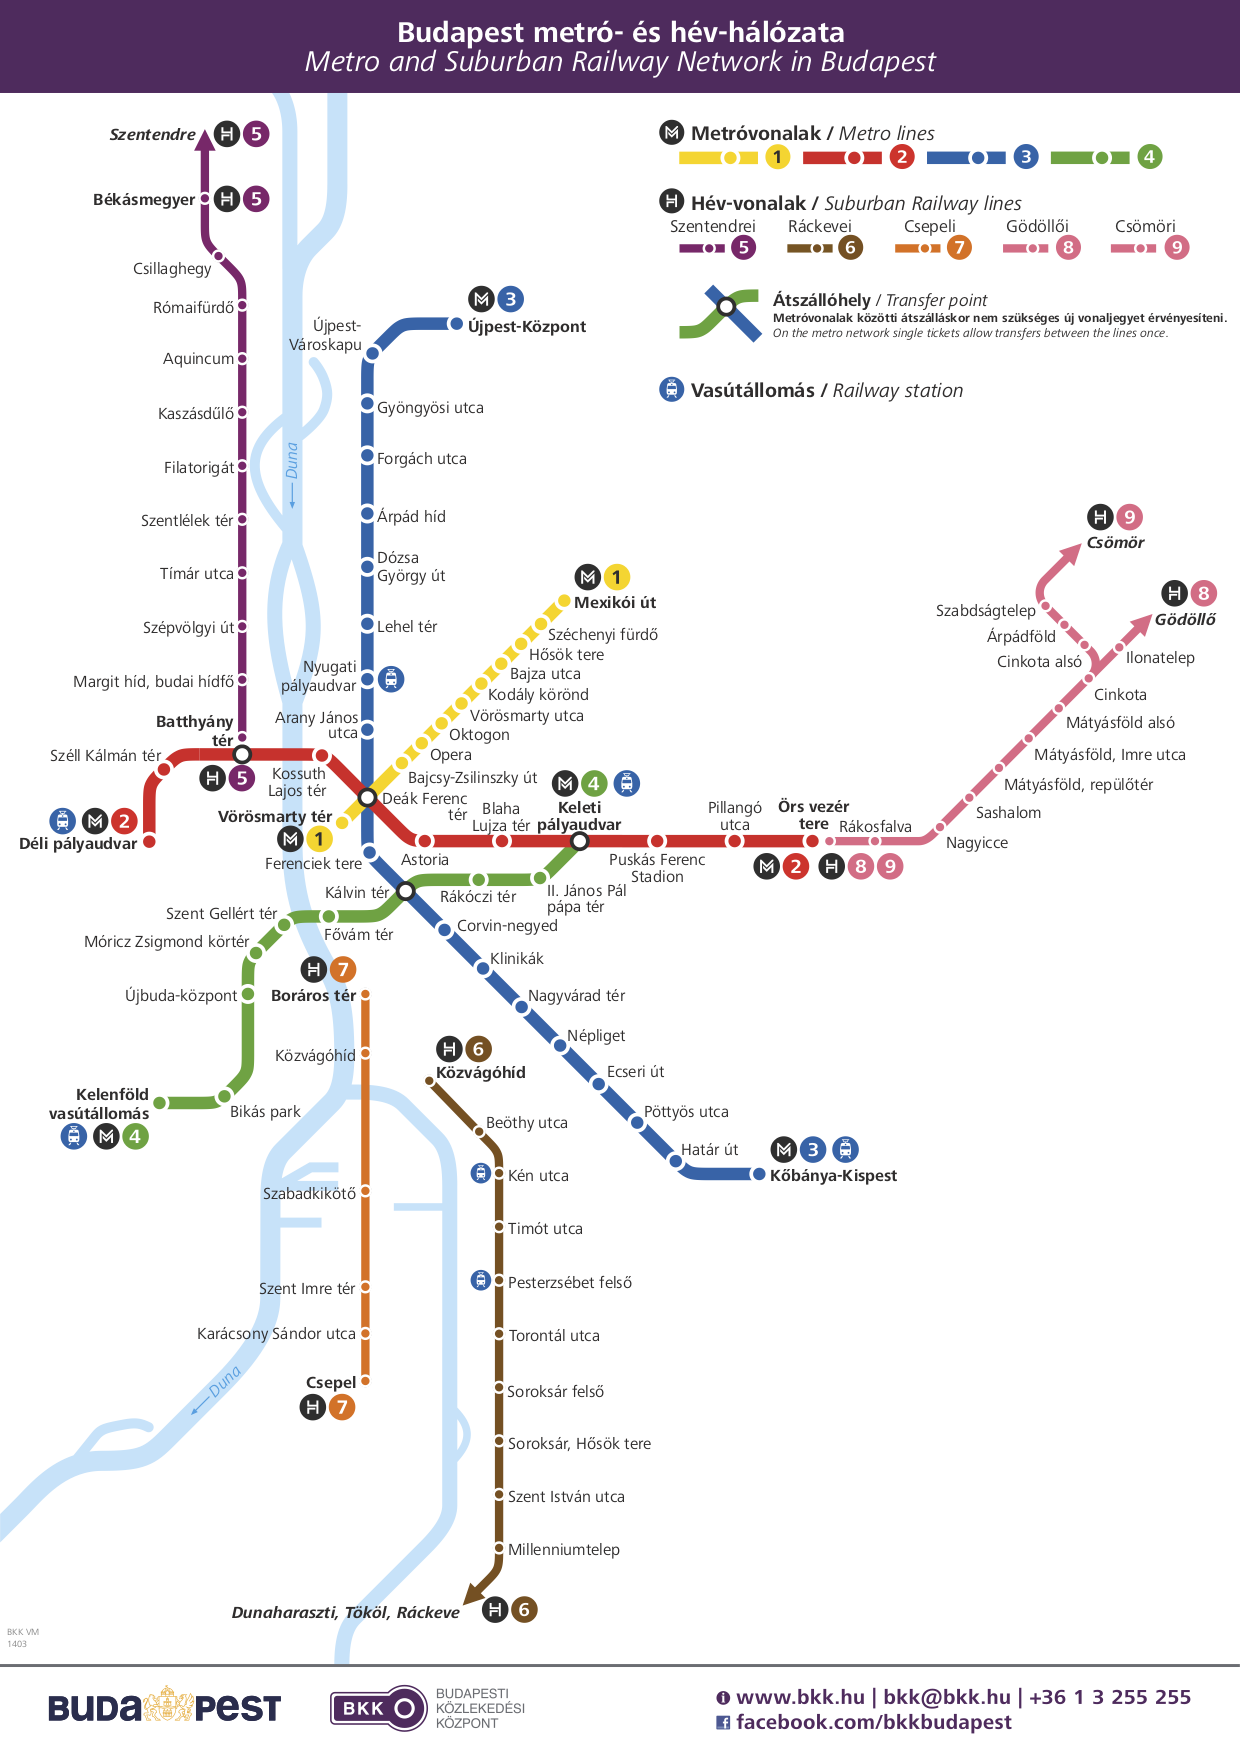 Budapest metró- és hév-hálózata
Metro and Suburban Railway Network in Budapest
Szentendre H 5
Békásmegyer H 5
Csillaghegy
Rómaifürdő
Aquincum
Kaszásdűlő
Filatorigát
Szentlélek tér
Tímár utca
Szépvölgyi út
Margit híd, budai hídfő
Batthyány
tér
H 5
M Metróvonalak / Metro lines
1 2 3 4
H Hév-vonalak / Suburban Railway lines
Szentendrei Ráckevei Csepeli Gödöllői Csömöri
5 6 7 8 9
Átszállóhely / Transfer point
Metróvonalak közötti átszálláskor nem szükséges új vonaljegyet érvényesíteni.
On the metro network single tickets allow transfers between the lines once.
Vasútállomás / Railway station
M 3
Újpest-Központ
Újpest-
Városkapu
Gyöngyösi utca
Forgách utca
Árpád híd
Dózsa
György út
Lehel tér
Nyugati
pályaudvar
Arany János
utca
Duna
M 1
Mexikói út
Széchenyi fürdő
Hősök tere
Bajza utca
Kodály körönd
Vörösmarty utca
Oktogon
Opera
Bajcsy-Zsilinszky út
Deák Ferenc
tér
Vörösmarty tér
M 1
H 9
Csömör
Szabdságtelep
Árpádföld
Cinkota alsó
H 8
Gödöllő
Ilonatelep
Cinkota
Mátyásföld alsó
Mátyásföld, Imre utca
Mátyásföld, repülőtér
Sashalom
Nagyicce
Rákosfalva
Széll Kálmán tér
M 2
Déli pályaudvar
Kossuth
Lajos tér
Astoria
Blaha
Lujza tér
M 4
Keleti
pályaudvar
Puskás Ferenc
Stadion
Pillangó
utca
Örs vezér
tere
M 2 H 8 9
Ferenciek tere
Kálvin tér
Rákóczi tér
II. János Pál
pápa tér
Szent Gellért tér
Fővám tér
Móricz Zsigmond körtér
Újbuda-központ
Bikás park
Kelenföld
vasútállomás
M 4
Corvin-negyed
Klinikák
Nagyvárad tér
Népliget
Ecseri út
Pöttyös utca
Határ út
M 3
Kőbánya-Kispest
H 7
Boráros tér
Közvágóhíd
Szabadkikötő
Szent Imre tér
Karácsony Sándor utca
Csepel
H 7
Duna
H 6
Közvágóhíd
Beöthy utca
Kén utca
Timót utca
Pesterzsébet felső
Torontál utca
Soroksár felső
Soroksár, Hősök tere
Szent István utca
Millenniumtelep
Dunaharaszti, Tököl, Ráckeve H 6
BKK VM
1403
BUDAPEST
BKK
BUDAPESTI
KÖZLEKEDÉSI
KÖZPONT
www.bkk.hu | bkk@bkk.hu | +36 1 3 255 255
facebook.com/bkkbudapest